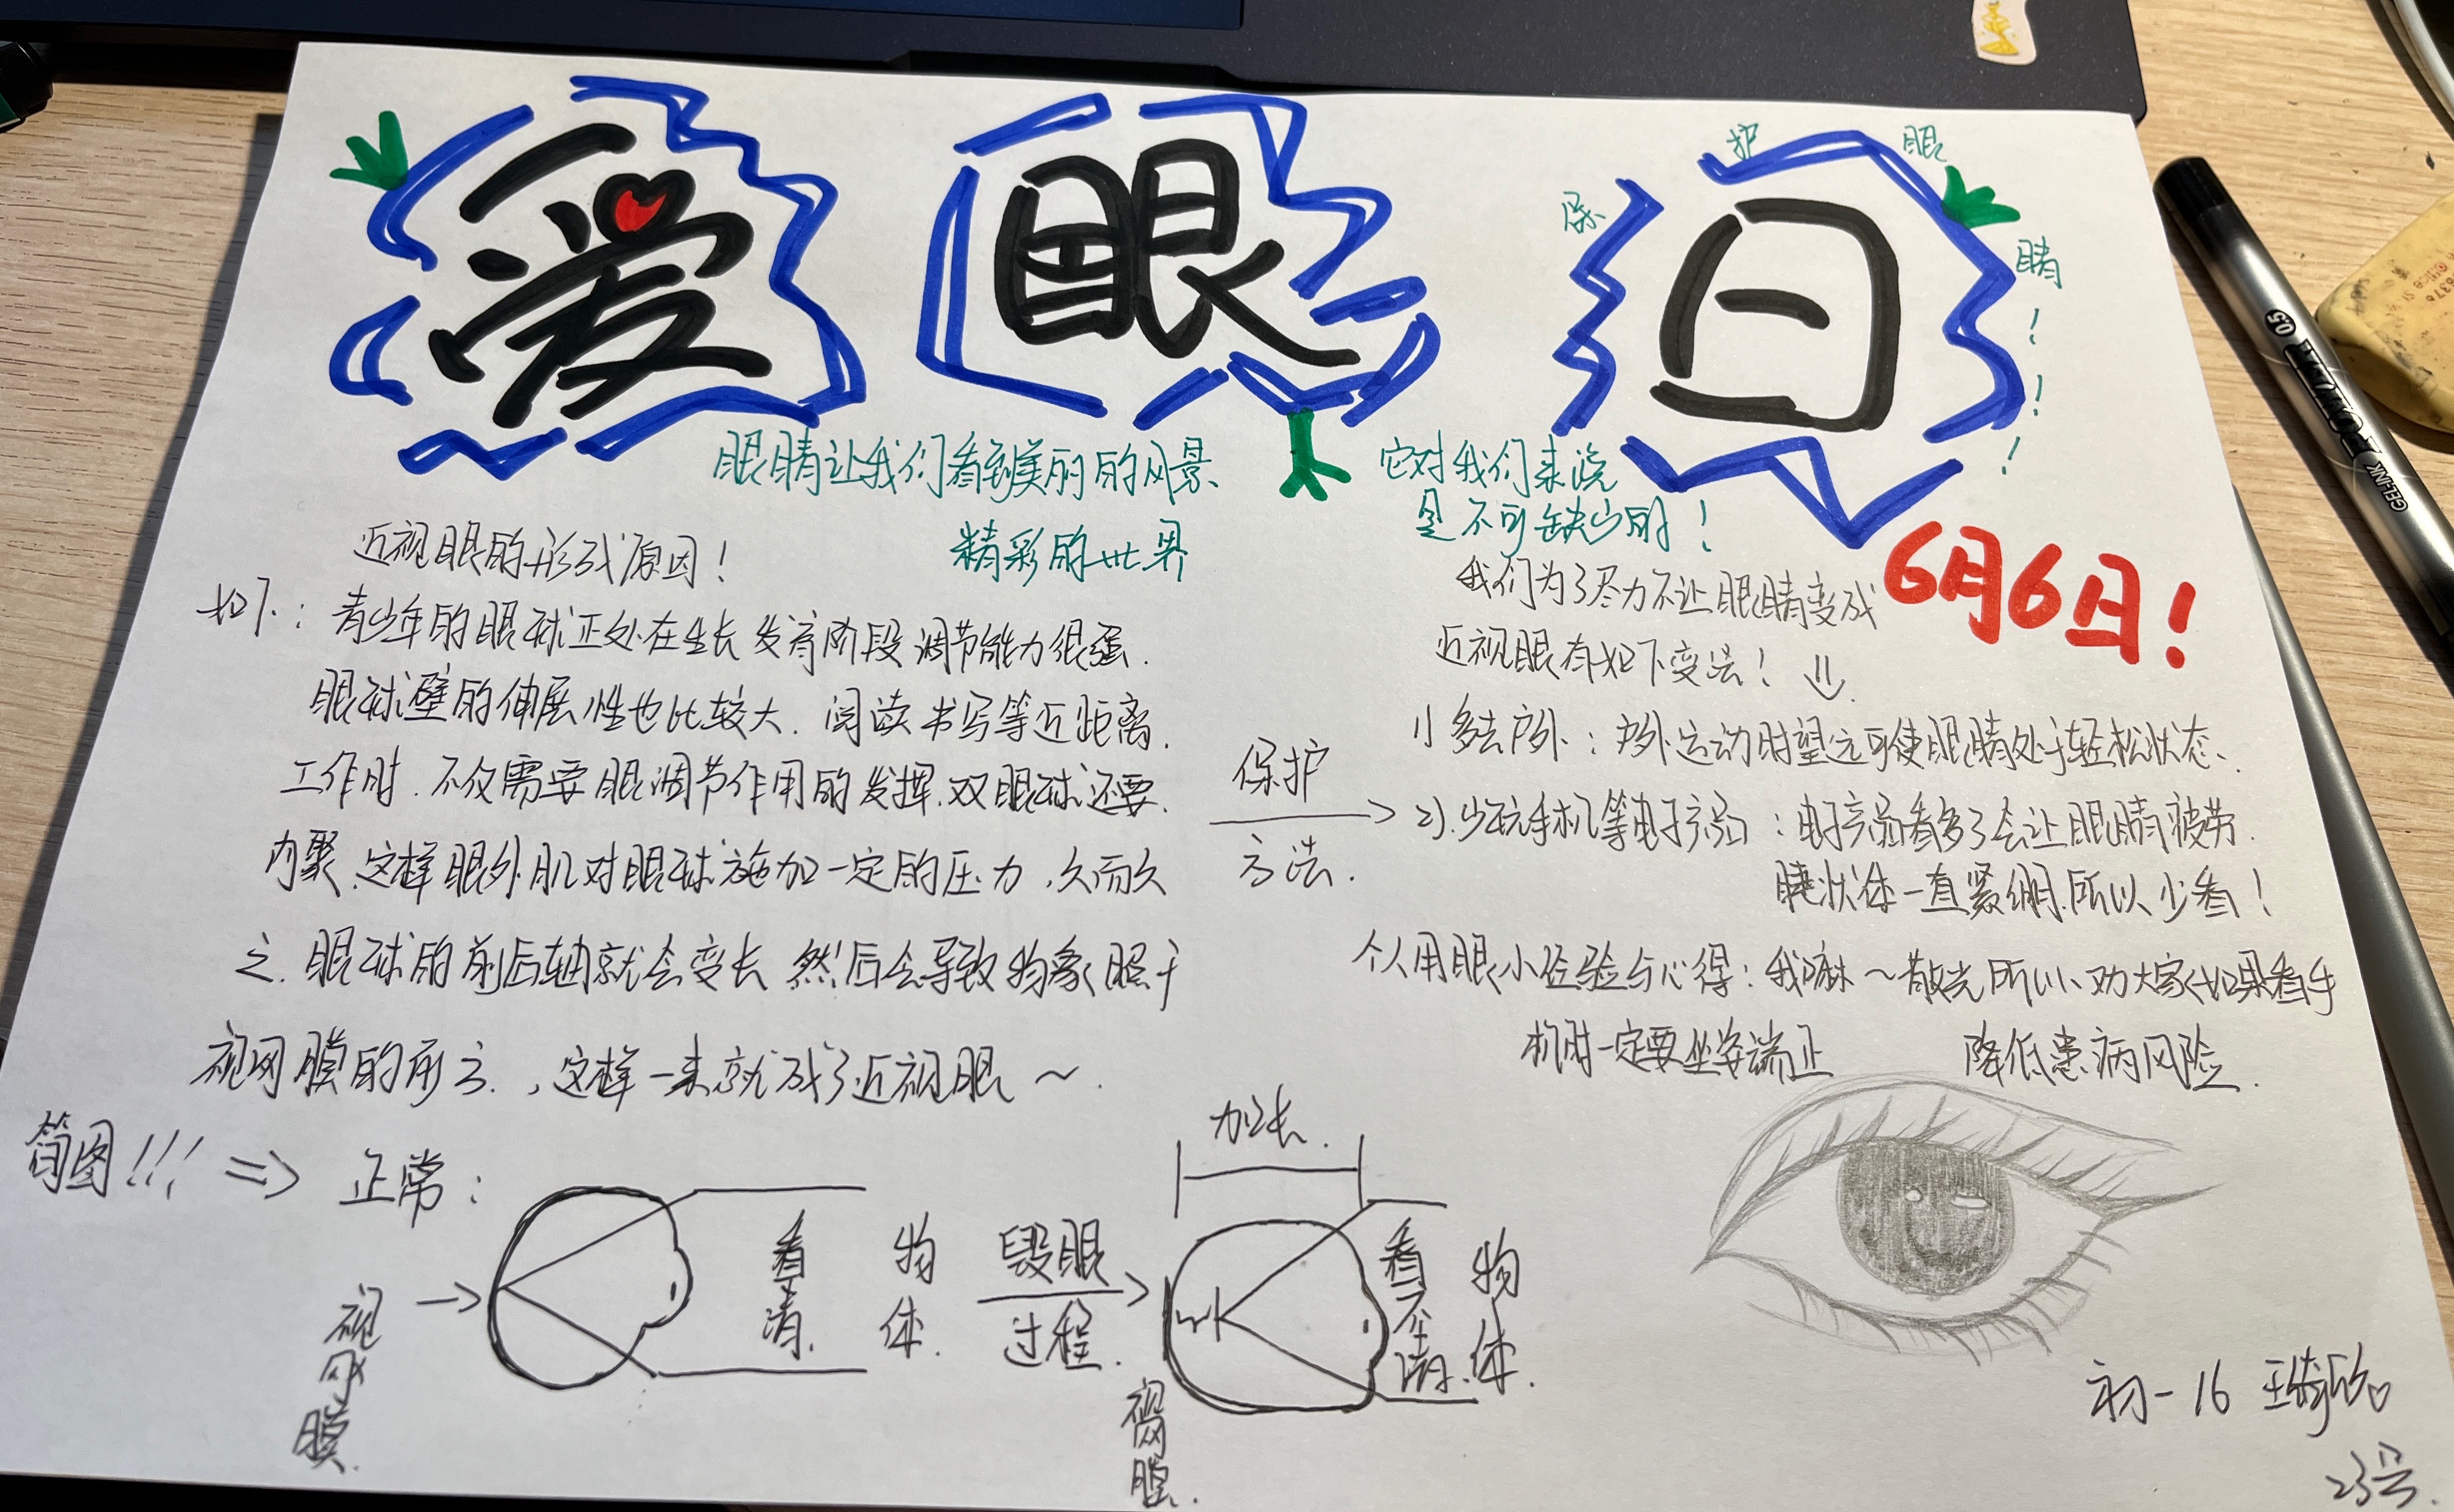 爱眼日
保护眼睛!!!
眼睛让我们看到美丽的风景
精彩的世界
它对我们来说
是不可缺少的!
6月6日!
近视眼的形成原因!
如下:青少年的眼球正处在生长发育阶段调节能力很强.
眼球壁的伸展性也比较大.阅读书写等近距离.
工作时.不仅需要眼调节作用的发挥.双眼球还要.
内聚.这样眼外肌对眼球施加一定的压力,久而久
之.眼球的前后轴就会变长然后会导致物象照于
视网膜的前方.,这样一来就成了近视眼~.
保护
方法.
我们为了尽力不让眼睛变成
近视眼有如下变法!
1)多去户外:户外运动时望远可使眼睛处于轻松状态、
2).少玩手机等电子产品:电子产品看多了会让眼睛疲劳.
睫状体一直紧绷.所以少看!
个人用眼小经验与心得:我嘛~散光所以、劝大家如果看手
机时一定要坐姿端正 降低患病风险.
简图!!! => 正常:
视网膜
看清.
物体.
毁眼
过程.
加长.
视网膜.
看不清.
物体.
初一16
23号.
GEL-INK
0.5